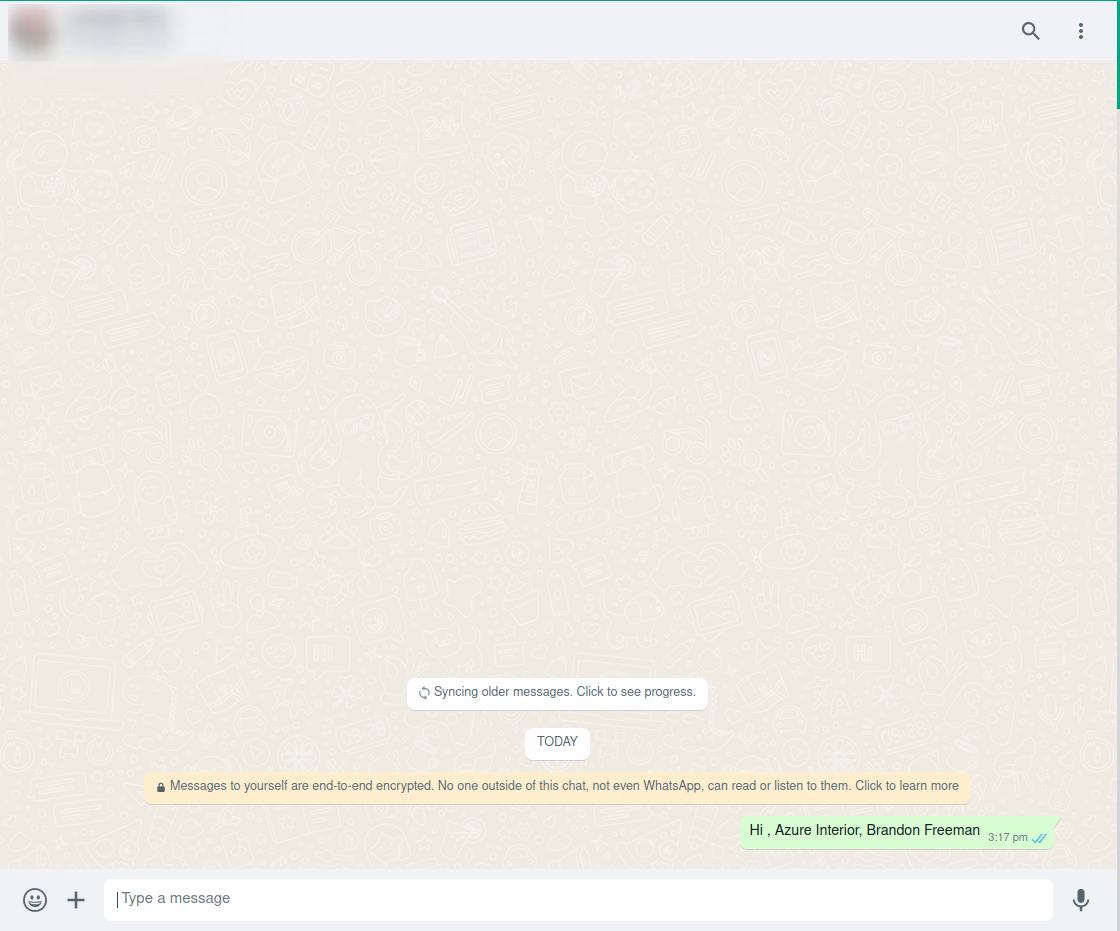 Syncing older messages. Click to see progress.
TODAY
Messages to yourself are end-to-end encrypted. No one outside of this chat, not even WhatsApp, can read or listen to them. Click to learn more
Hi , Azure Interior, Brandon Freeman 3:17 pm
Type a message